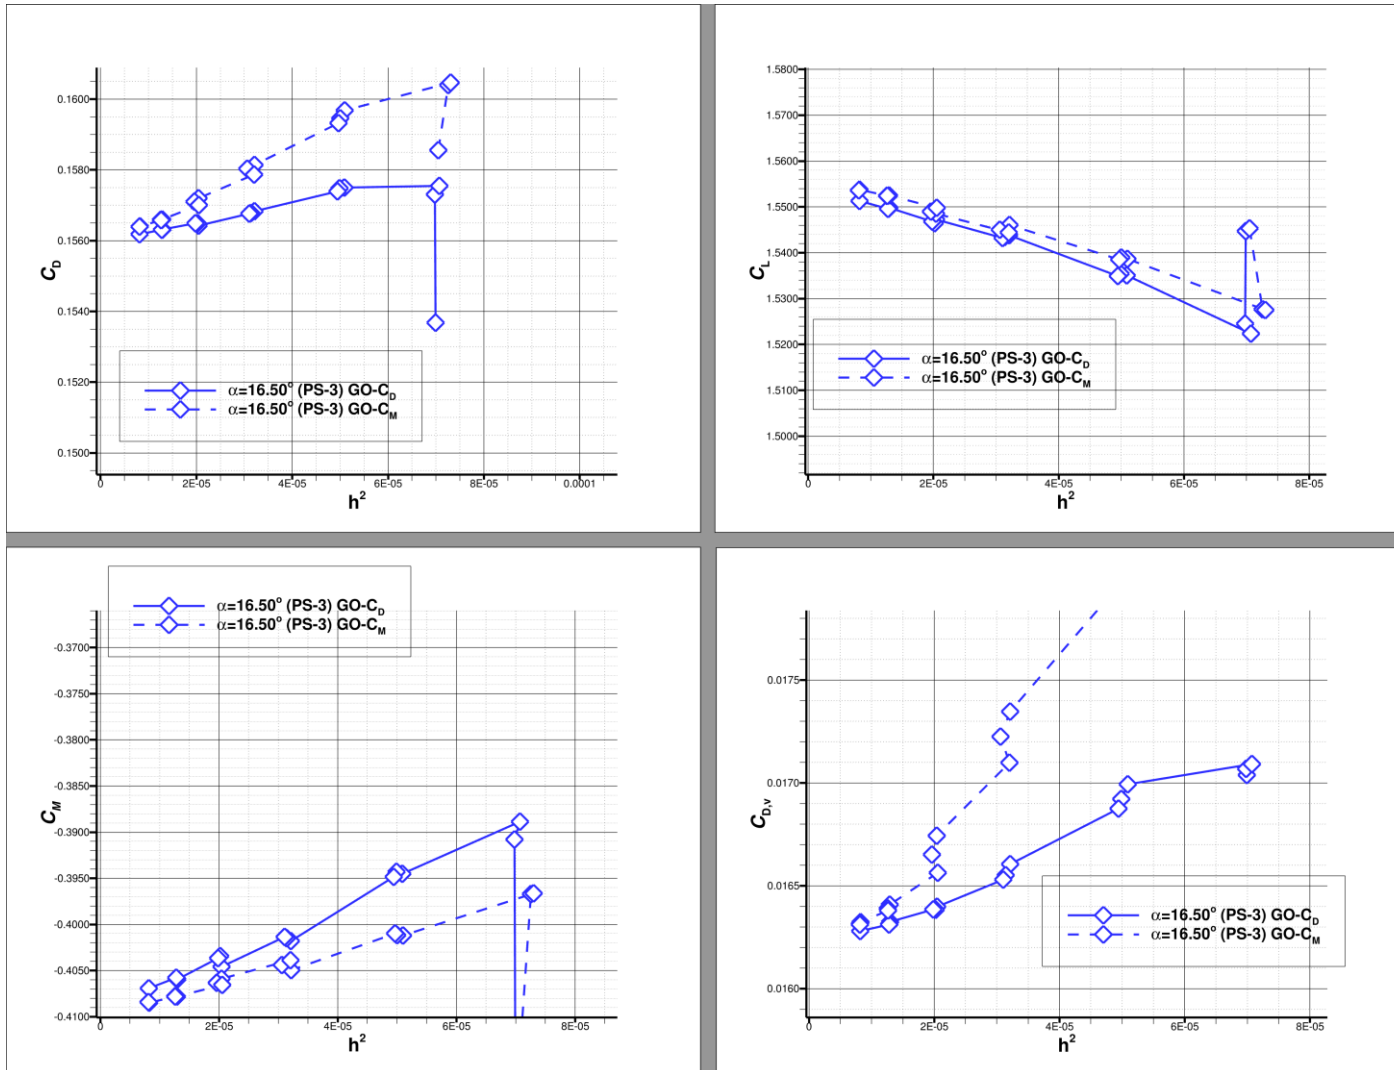 0.1600
0.1580
0.1560
0.1540
0.1520
0.1500
C_D
α=16.50° (PS-3) GO-C_D
α=16.50° (PS-3) GO-C_M
0 2E-05 4E-05 6E-05 8E-05 0.0001
h²
1.5800
1.5700
1.5600
1.5500
1.5400
1.5300
1.5200
1.5100
1.5000
C_L
α=16.50° (PS-3) GO-C_D
α=16.50° (PS-3) GO-C_M
0 2E-05 4E-05 6E-05 8E-05
h²
α=16.50° (PS-3) GO-C_D
α=16.50° (PS-3) GO-C_M
-0.3700
-0.3750
-0.3800
-0.3850
-0.3900
-0.3950
-0.4000
-0.4050
-0.4100
C_M
0 2E-05 4E-05 6E-05 8E-05
h²
0.0175
0.0170
0.0165
0.0160
C_D,v
α=16.50° (PS-3) GO-C_D
α=16.50° (PS-3) GO-C_M
0 2E-05 4E-05 6E-05 8E-05
h²